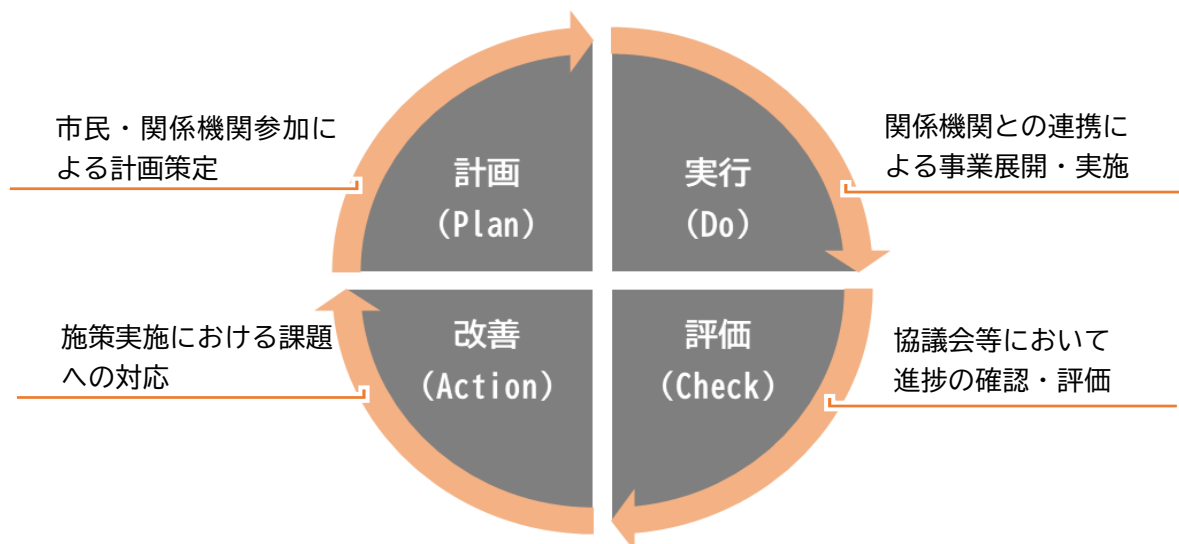 市民・関係機関参加に
よる計画策定
計画
(Plan)
実行
(Do)
関係機関との連携に
よる事業展開・実施
施策実施における課題
への対応
改善
(Action)
評価
(Check)
協議会等において
進捗の確認・評価